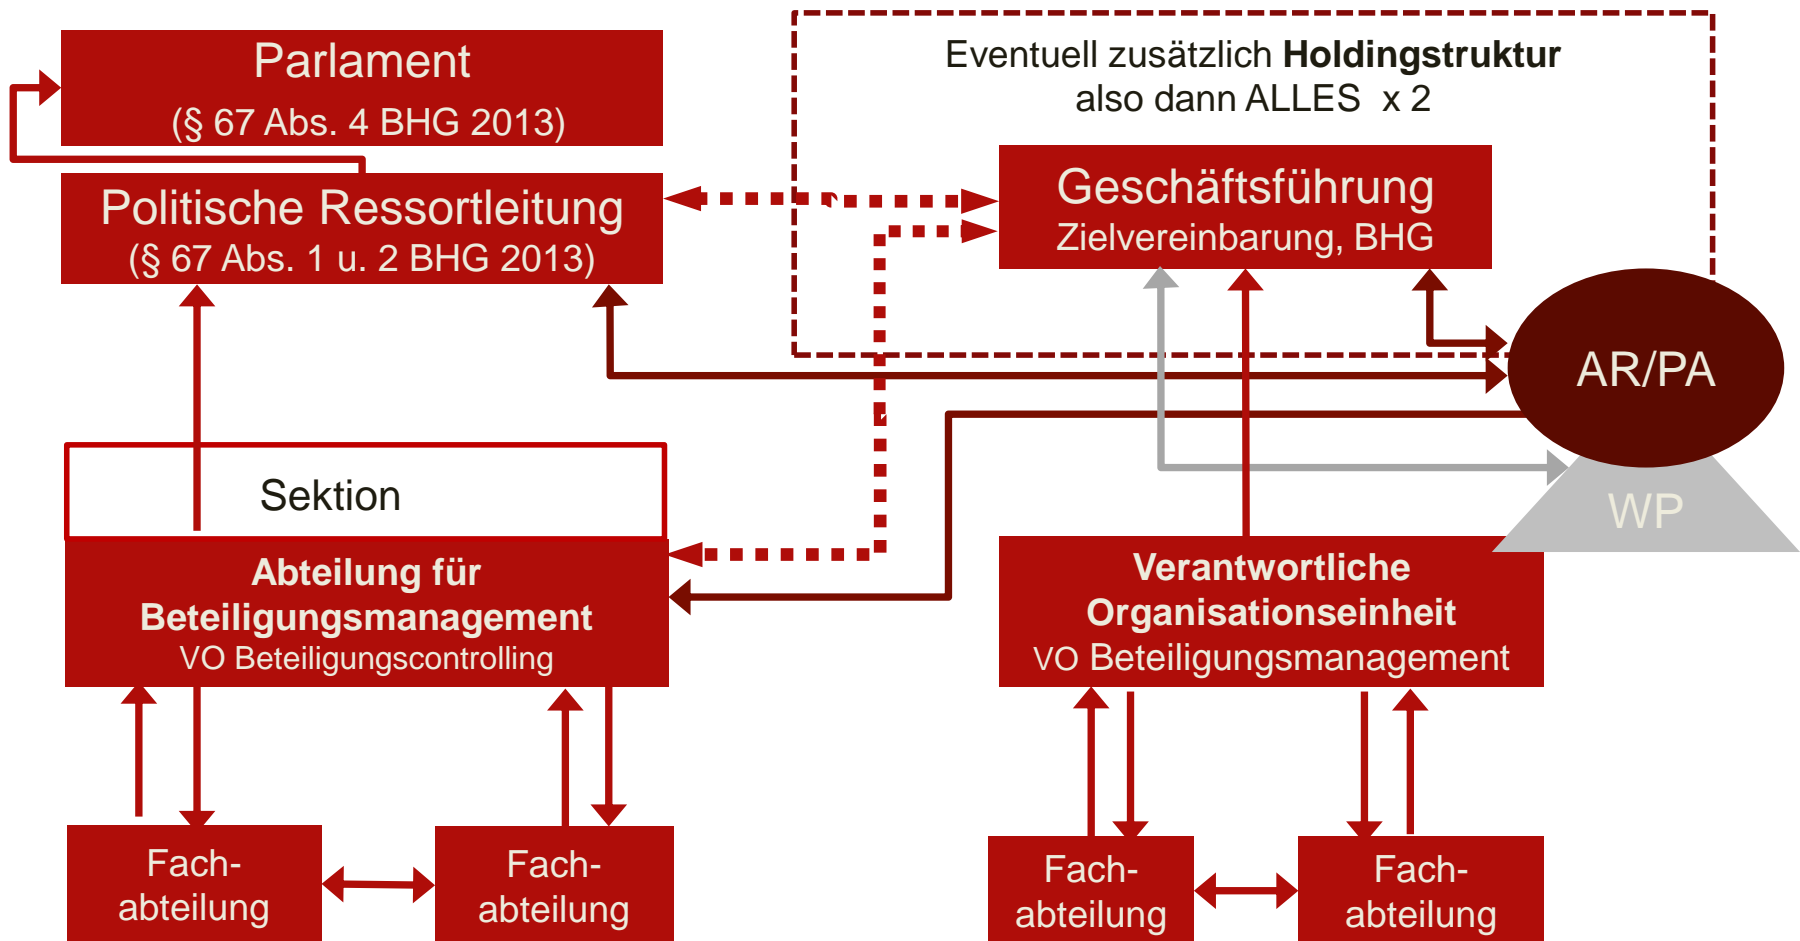 Parlament
(§ 67 Abs. 4 BHG 2013)
Politische Ressortleitung
(§ 67 Abs. 1 u. 2 BHG 2013)
Eventuell zusätzlich Holdingstruktur
also dann ALLES x 2
Geschäftsführung
Zielvereinbarung, BHG
AR/PA
WP
Sektion
Abteilung für
Beteiligungsmanagement
VO Beteiligungscontrolling
Verantwortliche
Organisationseinheit
VO Beteiligungsmanagement
Fach-
abteilung
Fach-
abteilung
Fach-
abteilung
Fach-
abteilung